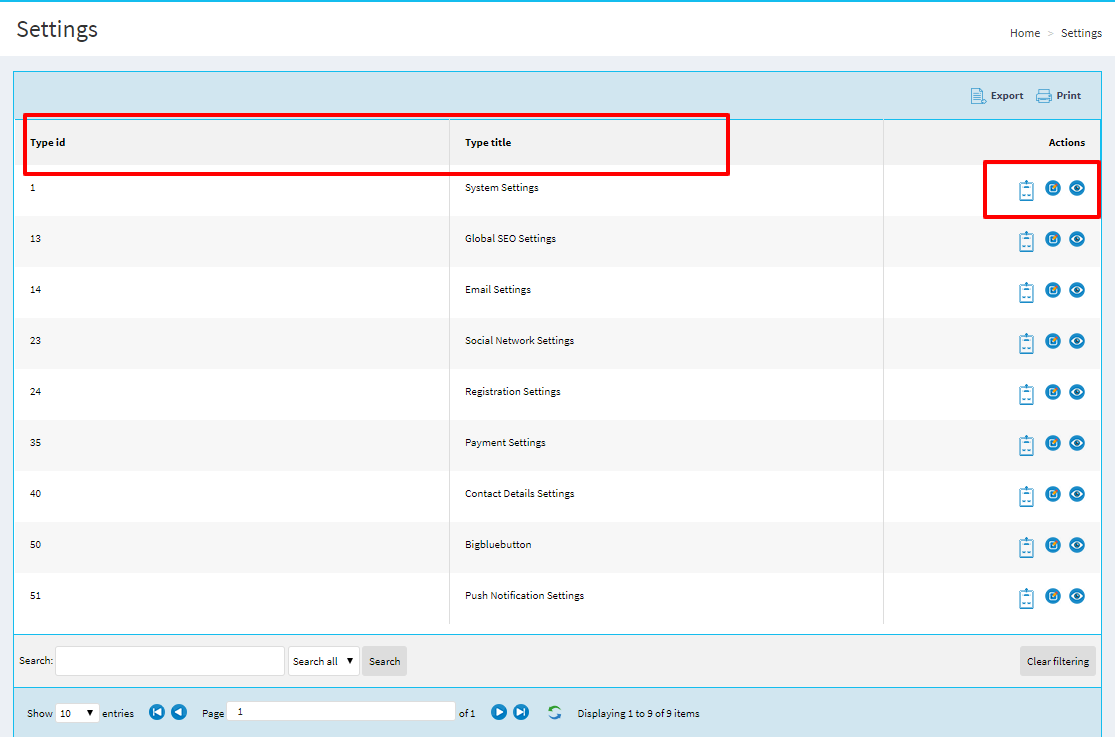 Settings
Home > Settings
Export Print
Type id Type title Actions
1 System Settings
13 Global SEO Settings
14 Email Settings
23 Social Network Settings
24 Registration Settings
35 Payment Settings
40 Contact Details Settings
50 Bigbluebutton
51 Push Notification Settings
Search: Search all ▼ Search Clear filtering
Show 10 ▼ entries Page 1 of 1 Displaying 1 to 9 of 9 items